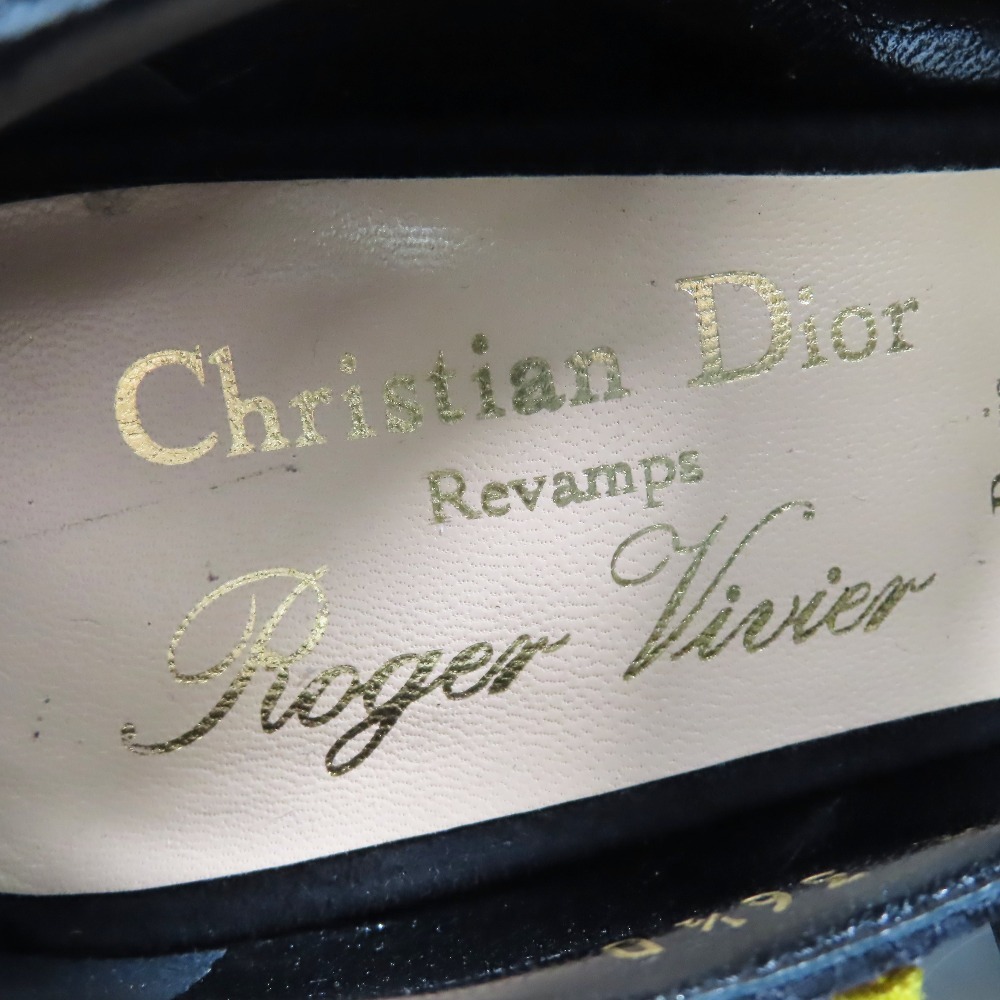 Christian Dior
Revamps
Roger Vivier